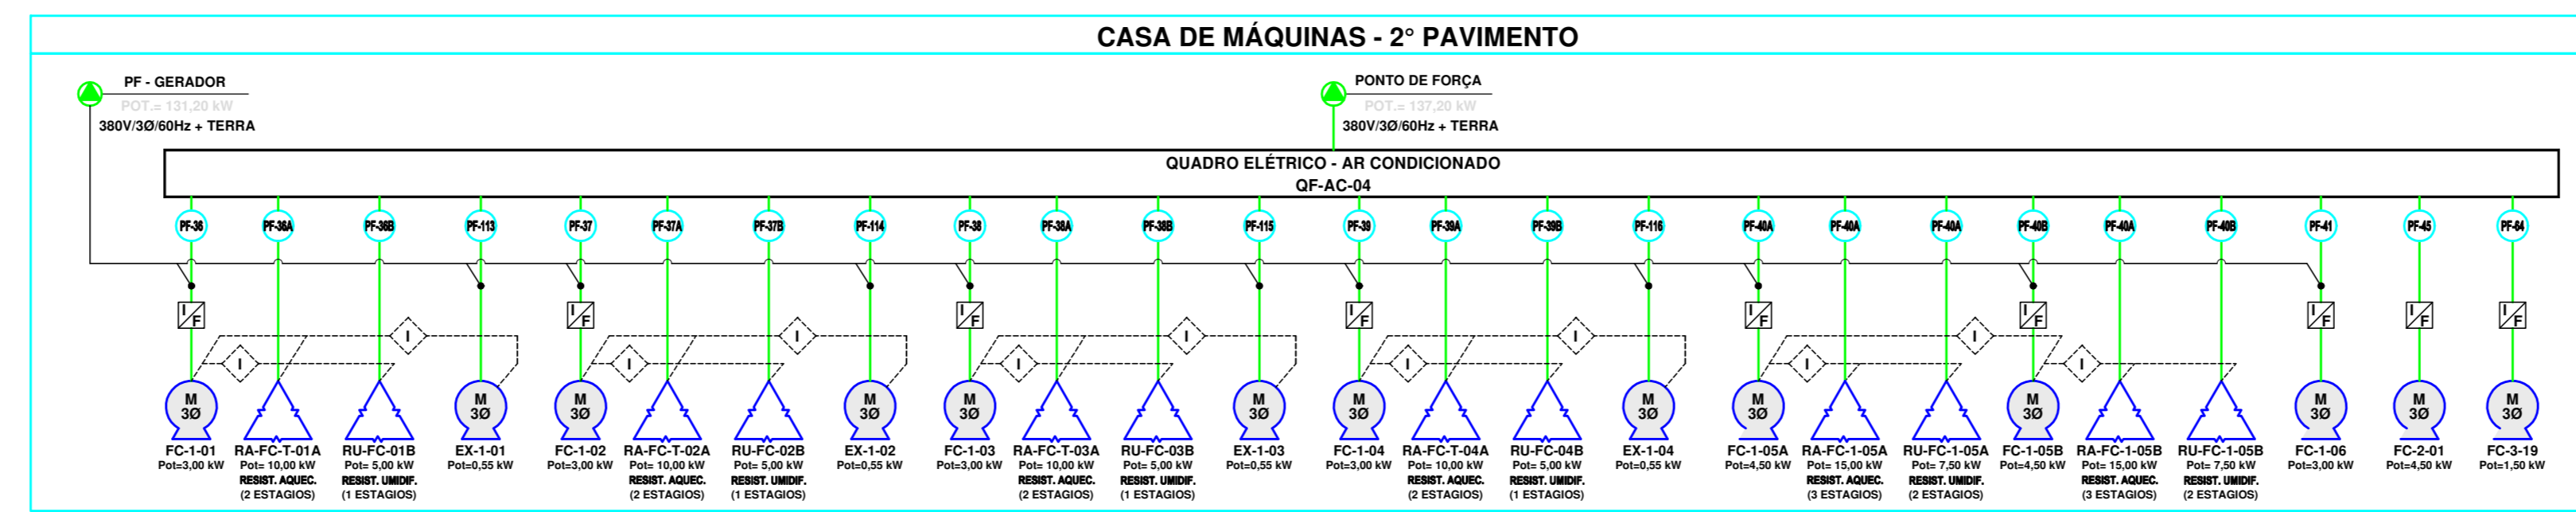 CASA DE MÁQUINAS - 2° PAVIMENTO
PF - GERADOR
POT.= 131,20 kW
380V/3Ø/60Hz + TERRA
PONTO DE FORÇA
POT.= 137,20 kW
380V/3Ø/60Hz + TERRA
QUADRO ELÉTRICO - AR CONDICIONADO
QF-AC-04
PF-36 PF-36A PF-36B PF-113 PF-37 PF-37A PF-37B PF-114 PF-38 PF-38A PF-38B PF-115 PF-39 PF-39A PF-39B PF-116 PF-40A PF-40A PF-40A PF-40B PF-40A PF-40B PF-41 PF-45 PF-64
I/F I/F I/F I/F I/F I/F I/F I/F I/F
I I I I I I
I I I I I I
M M M M M M M M M M M M M
3Ø 3Ø 3Ø 3Ø 3Ø 3Ø 3Ø 3Ø 3Ø 3Ø 3Ø 3Ø 3Ø
FC-1-01 RA-FC-T-01A RU-FC-01B EX-1-01 FC-1-02 RA-FC-T-02A RU-FC-02B EX-1-02 FC-1-03 RA-FC-T-03A RU-FC-03B EX-1-03 FC-1-04 RA-FC-T-04A RU-FC-04B EX-1-04 FC-1-05A RA-FC-1-05A RU-FC-1-05A FC-1-05B RA-FC-1-05B RU-FC-1-05B FC-1-06 FC-2-01 FC-3-19
Pot=3,00 kW Pot= 10,00 kW Pot= 5,00 kW Pot=0,55 kW Pot=3,00 kW Pot= 10,00 kW Pot= 5,00 kW Pot=0,55 kW Pot=3,00 kW Pot= 10,00 kW Pot= 5,00 kW Pot=0,55 kW Pot=3,00 kW Pot= 10,00 kW Pot= 5,00 kW Pot=0,55 kW Pot=4,50 kW Pot= 15,00 kW Pot= 7,50 kW Pot=4,50 kW Pot= 15,00 kW Pot= 7,50 kW Pot=3,00 kW Pot=4,50 kW Pot=1,50 kW
RESIST. AQUEC. RESIST. UMIDIF. RESIST. AQUEC. RESIST. UMIDIF. RESIST. AQUEC. RESIST. UMIDIF. RESIST. AQUEC. RESIST. UMIDIF. RESIST. AQUEC. RESIST. UMIDIF. RESIST. AQUEC. RESIST. UMIDIF.
(2 ESTAGIOS) (1 ESTAGIOS) (2 ESTAGIOS) (1 ESTAGIOS) (2 ESTAGIOS) (1 ESTAGIOS) (2 ESTAGIOS) (1 ESTAGIOS) (3 ESTAGIOS) (2 ESTAGIOS) (3 ESTAGIOS) (2 ESTAGIOS)